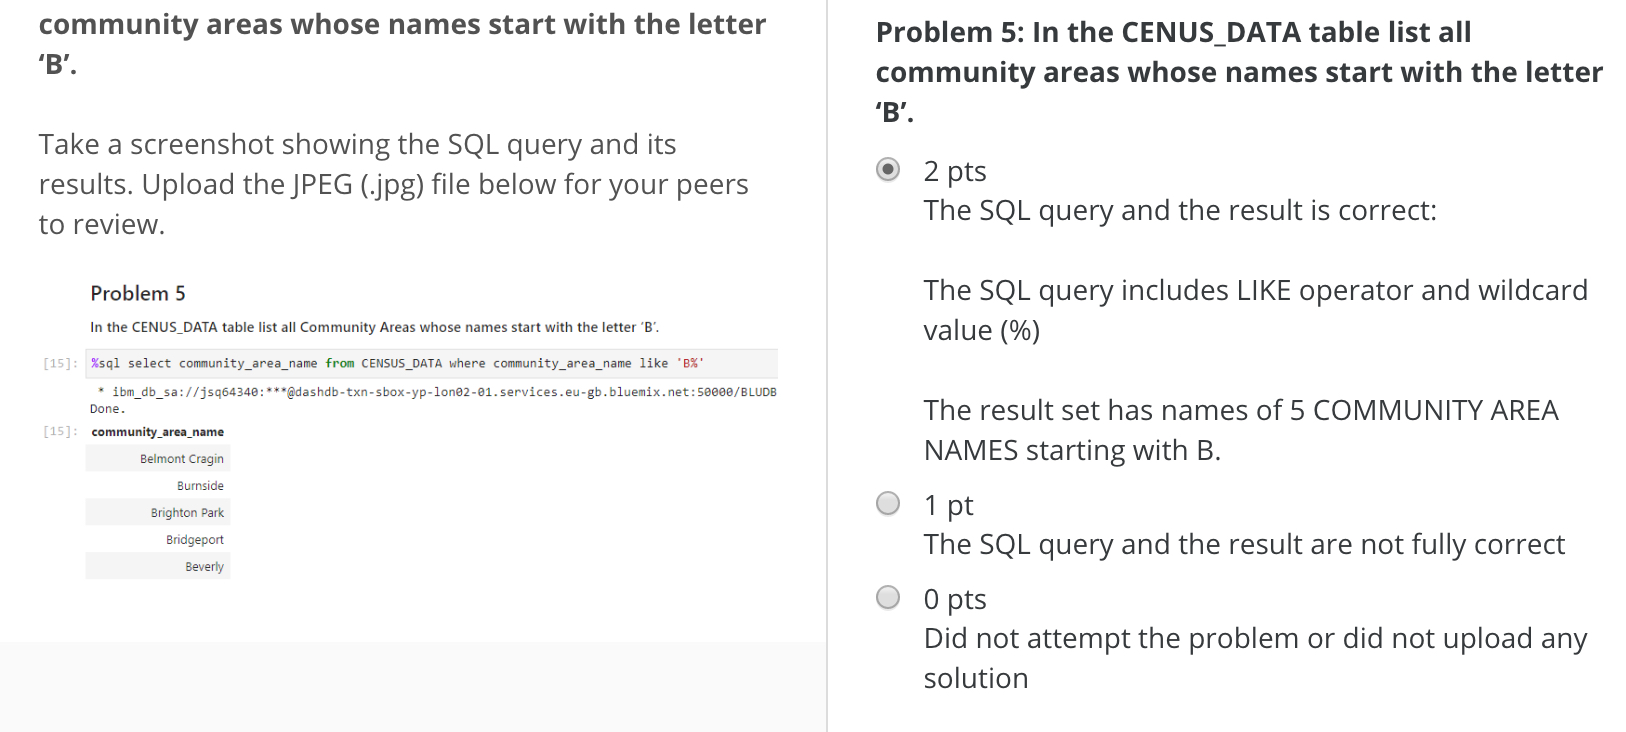 community areas whose names start with the letter
‘B’.
Take a screenshot showing the SQL query and its
results. Upload the JPEG (.jpg) file below for your peers
to review.
Problem 5
In the CENUS_DATA table list all Community Areas whose names start with the letter 'B'.
[15]: %sql select community_area_name from CENSUS_DATA where community_area_name like 'B%'
* ibm_db_sa://jsq64340:***@dashdb-txn-sbox-yp-lon02-01.services.eu-gb.bluemix.net:50000/BLUDB
Done.
[15]: community_area_name
Belmont Cragin
Burnside
Brighton Park
Bridgeport
Beverly
Problem 5: In the CENUS_DATA table list all
community areas whose names start with the letter
‘B’.
2 pts
The SQL query and the result is correct:
The SQL query includes LIKE operator and wildcard
value (%)
The result set has names of 5 COMMUNITY AREA
NAMES starting with B.
1 pt
The SQL query and the result are not fully correct
0 pts
Did not attempt the problem or did not upload any
solution